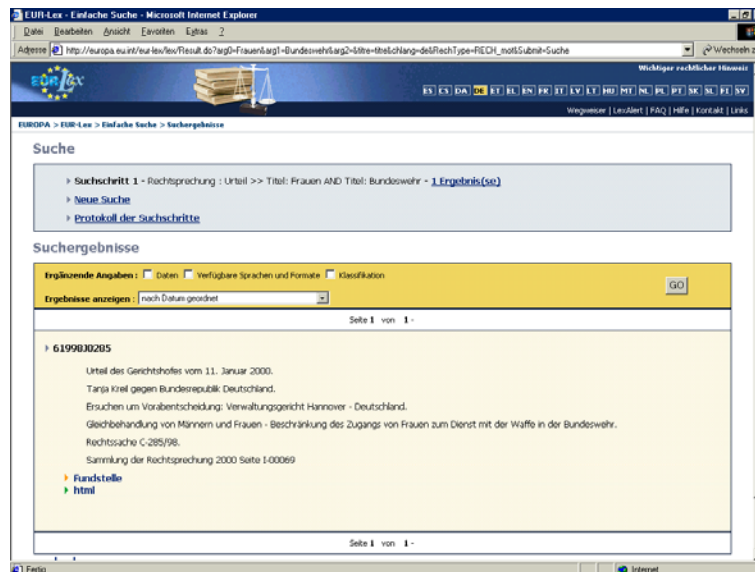 EUR-Lex - Einfache Suche - Microsoft Internet Explorer
Datei Bearbeiten Ansicht Favoriten Extras ?
Adresse http://europa.eu.int/eur-lex/lex/Result.do?arg0=Frauen&arg1=Bundeswehr&arg2=&titre=titre&chlang=de&RechType=RECH_mot&Submit=Suche Wechseln z
Wichtiger rechtlicher Hinweis
EUR Lex
ES CS DA DE ET EL EN FR IT LV LT HU MT NL PL PT SK SL FI SV
Wegweiser | LexAlert | FAQ | Hilfe | Kontakt | Links
EUROPA > EUR-Lex > Einfache Suche > Suchergebnisse
Suche
Suchschritt 1 - Rechtsprechung : Urteil >> Titel: Frauen AND Titel: Bundeswehr - 1 Ergebnis(se)
Neue Suche
Protokoll der Suchschritte
Suchergebnisse
Ergänzende Angaben : Daten Verfügbare Sprachen und Formate Klassifikation
GO
Ergebnisse anzeigen : nach Datum geordnet
Seite 1 von 1 -
61998J0285
Urteil des Gerichtshofes vom 11. Januar 2000.
Tanja Kreil gegen Bundesrepublik Deutschland.
Ersuchen um Vorabentscheidung: Verwaltungsgericht Hannover - Deutschland.
Gleichbehandlung von Männern und Frauen - Beschränkung des Zugangs von Frauen zum Dienst mit der Waffe in der Bundeswehr.
Rechtssache C-285/98.
Sammlung der Rechtsprechung 2000 Seite I-00069
Fundstelle
html
Seite 1 von 1 -
Fertig Internet